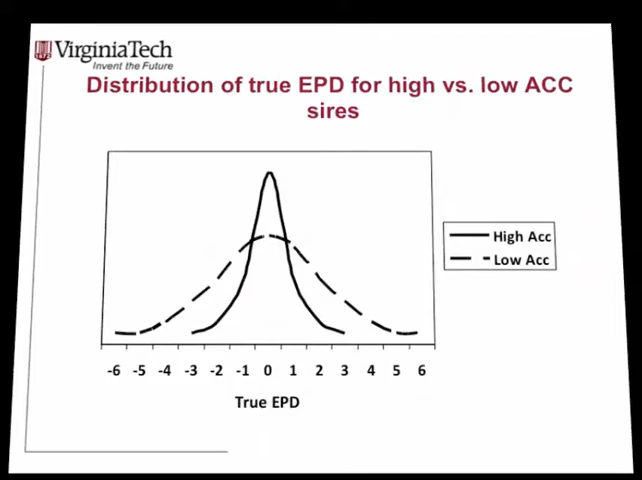 VirginiaTech
Invent the Future
Distribution of true EPD for high vs. low ACC
sires
High Acc
Low Acc
-6 -5 -4 -3 -2 -1 0 1 2 3 4 5 6
True EPD